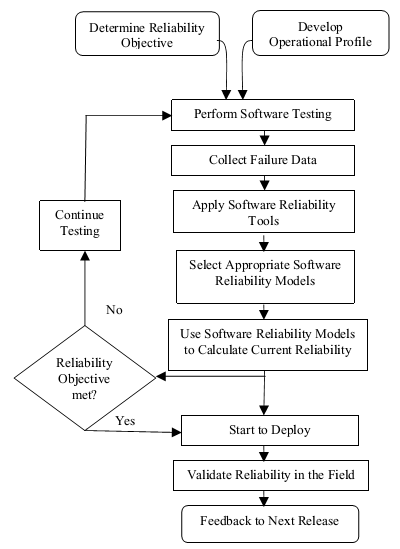 Determine Reliability
Objective
Develop
Operational Profile
Perform Software Testing
Collect Failure Data
Apply Software Reliability
Tools
Continue
Testing
Select Appropriate Software
Reliability Models
No
Use Software Reliability Models
to Calculate Current Reliability
Reliability
Objective
met?
Yes
Start to Deploy
Validate Reliability in the Field
Feedback to Next Release